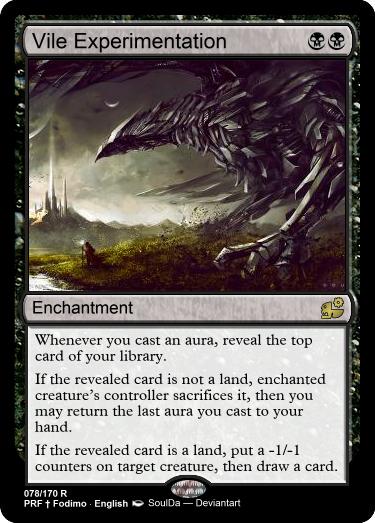 Vile Experimentation
Enchantment
Whenever you cast an aura, reveal the top
card of your library.
If the revealed card is not a land, enchanted
creature's controller sacrifices it, then you
may return the last aura you cast to your
hand.
If the revealed card is a land, put a -1/-1
counters on target creature, then draw a card.
078/170 R
PRF † Fodimo · English SoulDa — Deviantart